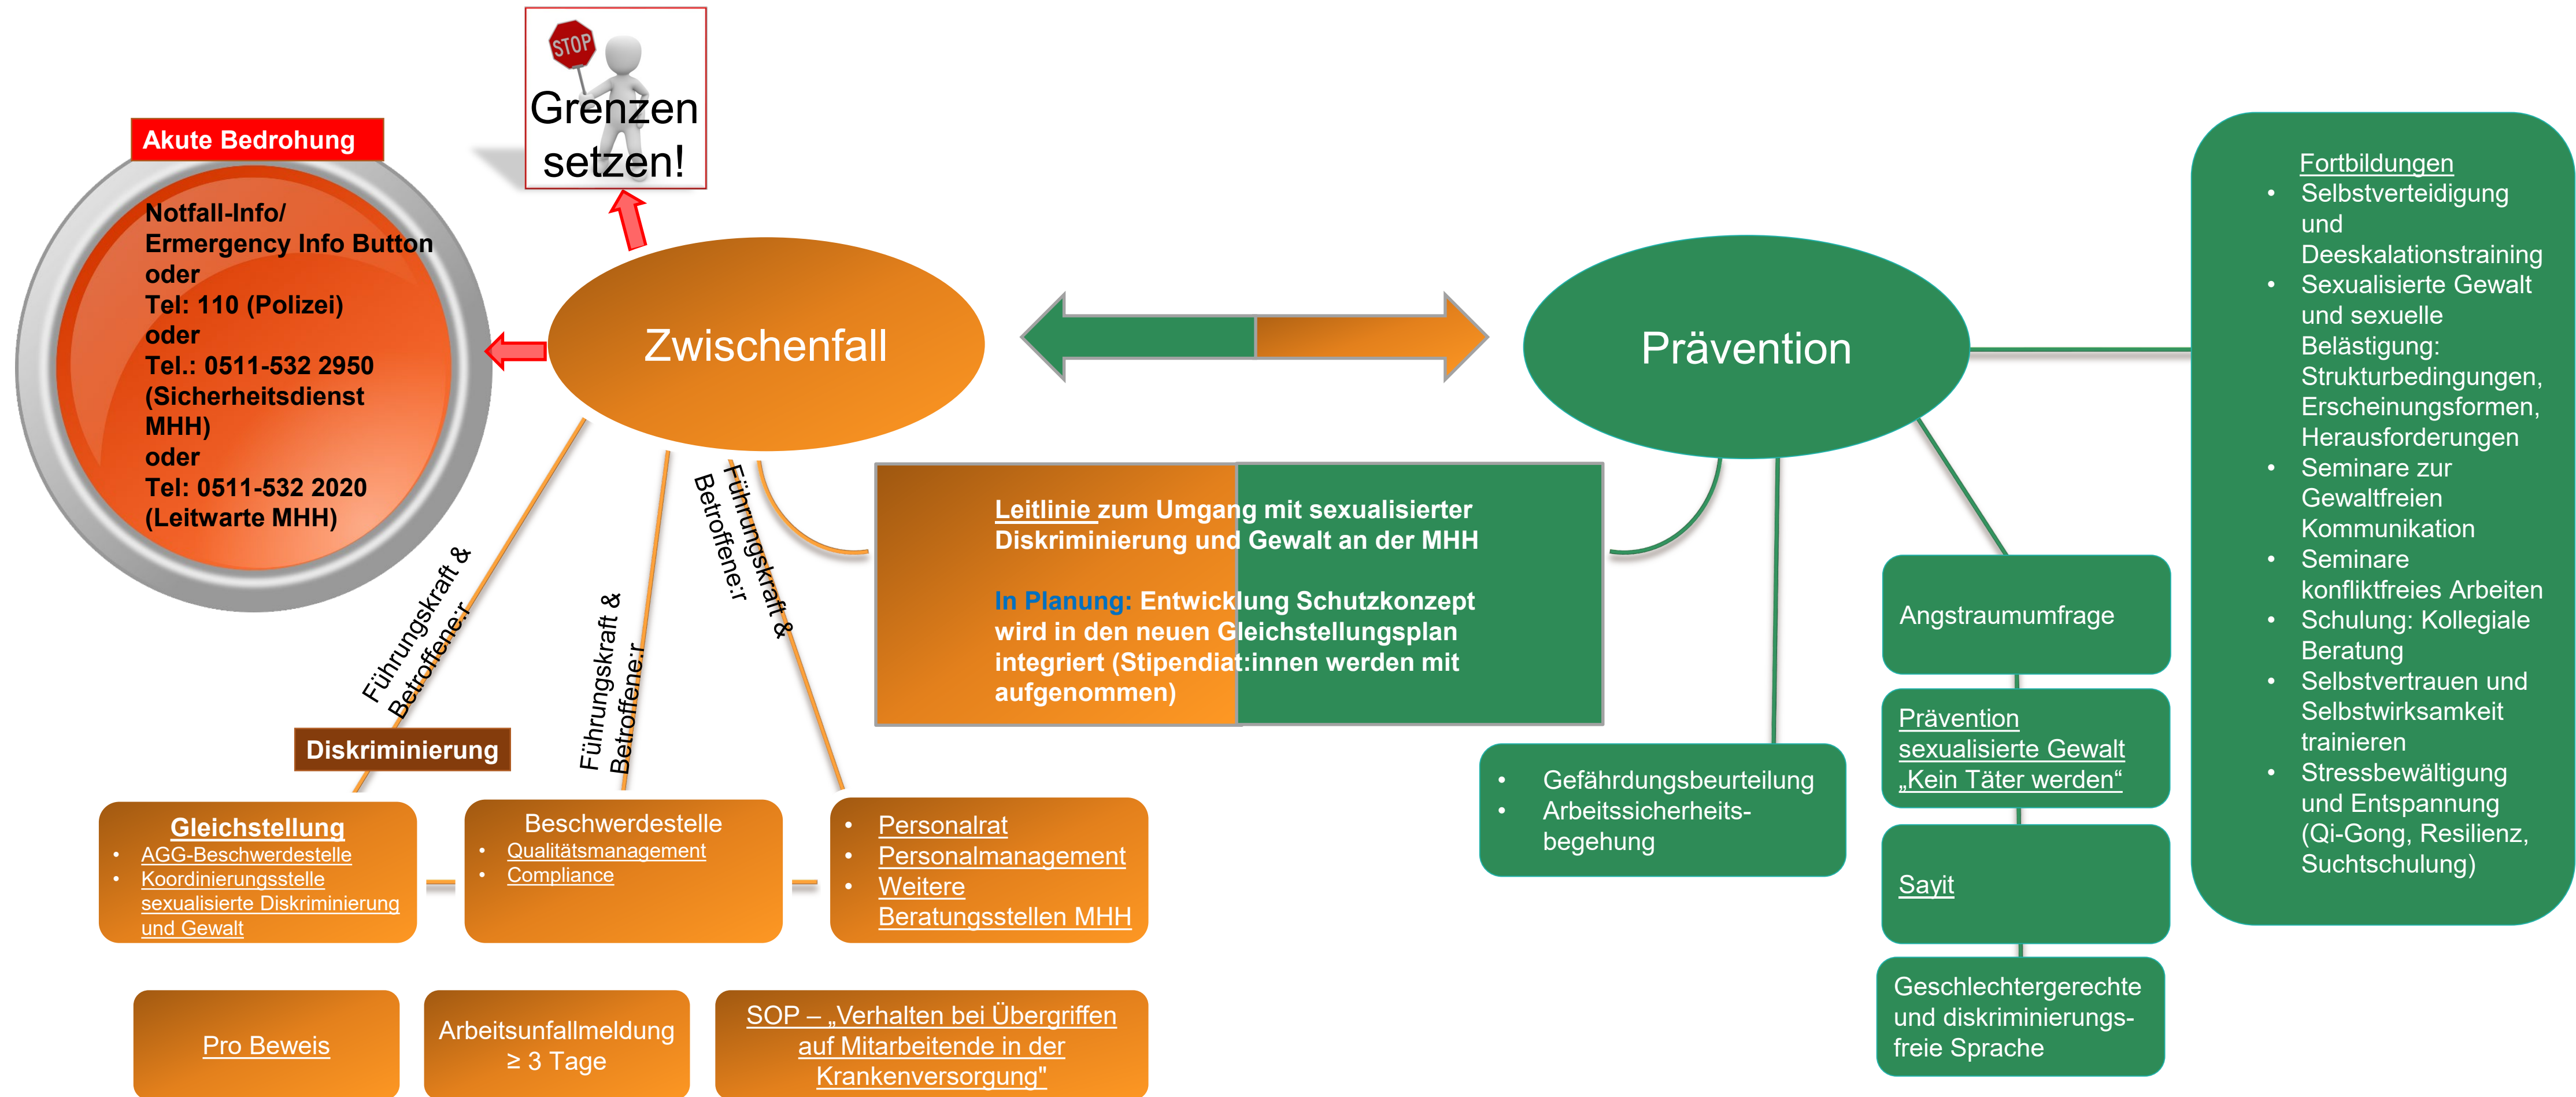 STOP
Grenzen
setzen!
Akute Bedrohung
Notfall-Info/
Ermergency Info Button
oder
Tel: 110 (Polizei)
oder
Tel.: 0511-532 2950
(Sicherheitsdienst
MHH)
oder
Tel: 0511-532 2020
(Leitwarte MHH)
Zwischenfall
Prävention
Führungskraft &
Betroffene:r
Führungskraft &
Betroffene:r
Führungskraft &
Betroffene:r
Diskriminierung
Leitlinie zum Umgang mit sexualisierter
Diskriminierung und Gewalt an der MHH
In Planung: Entwicklung Schutzkonzept
wird in den neuen Gleichstellungsplan
integriert (Stipendiat:innen werden mit
aufgenommen)
Gleichstellung
• AGG-Beschwerdestelle
• Koordinierungsstelle
sexualisierte Diskriminierung
und Gewalt
Beschwerdestelle
• Qualitätsmanagement
• Compliance
• Personalrat
• Personalmanagement
• Weitere
Beratungsstellen MHH
Pro Beweis
Arbeitsunfallmeldung
≥ 3 Tage
SOP – „Verhalten bei Übergriffen
auf Mitarbeitende in der
Krankenversorgung"
• Gefährdungsbeurteilung
• Arbeitssicherheits-
begehung
Angstraumumfrage
Prävention
sexualisierte Gewalt
„Kein Täter werden“
Sayit
Geschlechtergerechte
und diskriminierungs-
freie Sprache
Fortbildungen
• Selbstverteidigung
und
Deeskalationstraining
• Sexualisierte Gewalt
und sexuelle
Belästigung:
Strukturbedingungen,
Erscheinungsformen,
Herausforderungen
• Seminare zur
Gewaltfreien
Kommunikation
• Seminare
konfliktfreies Arbeiten
• Schulung: Kollegiale
Beratung
• Selbstvertrauen und
Selbstwirksamkeit
trainieren
• Stressbewältigung
und Entspannung
(Qi-Gong, Resilienz,
Suchtschulung)